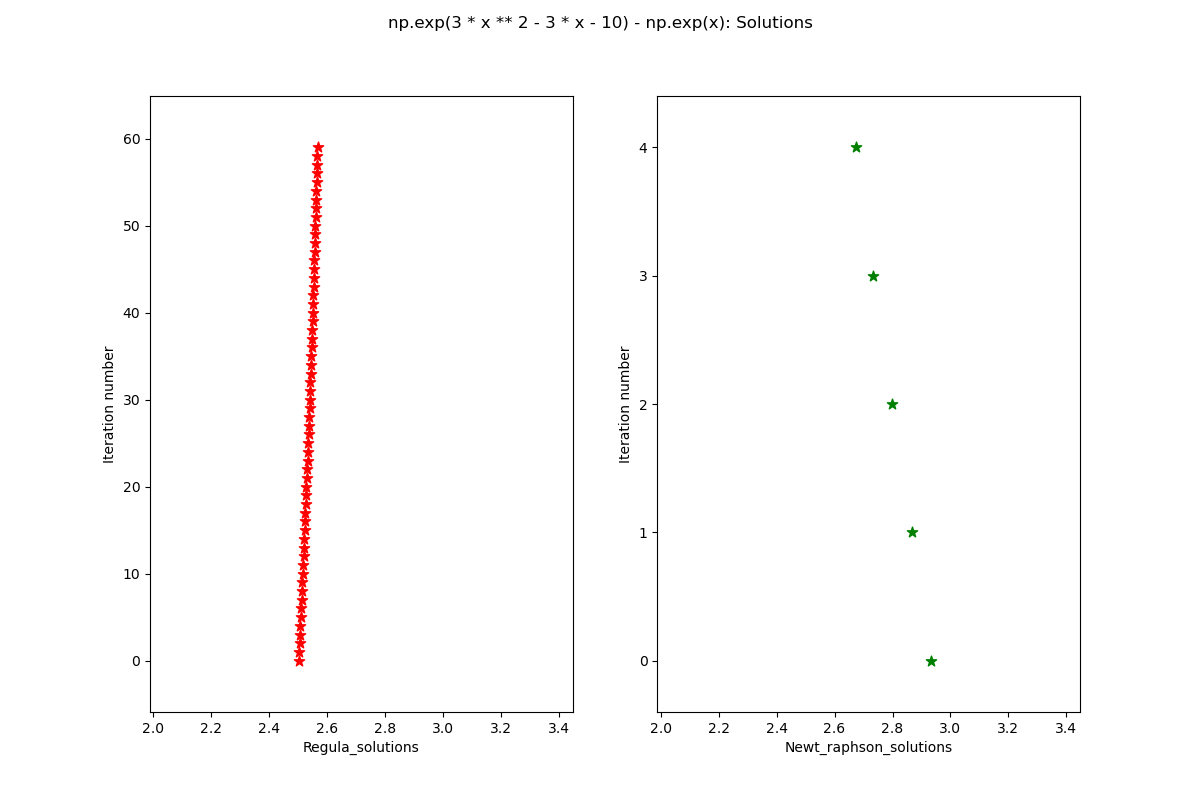 np.exp(3 * x ** 2 - 3 * x - 10) - np.exp(x): Solutions
60
50
40
30
20
10
0
Iteration number
2.0 2.2 2.4 2.6 2.8 3.0 3.2 3.4
Regula_solutions
4
3
2
1
0
Iteration number
2.0 2.2 2.4 2.6 2.8 3.0 3.2 3.4
Newt_raphson_solutions